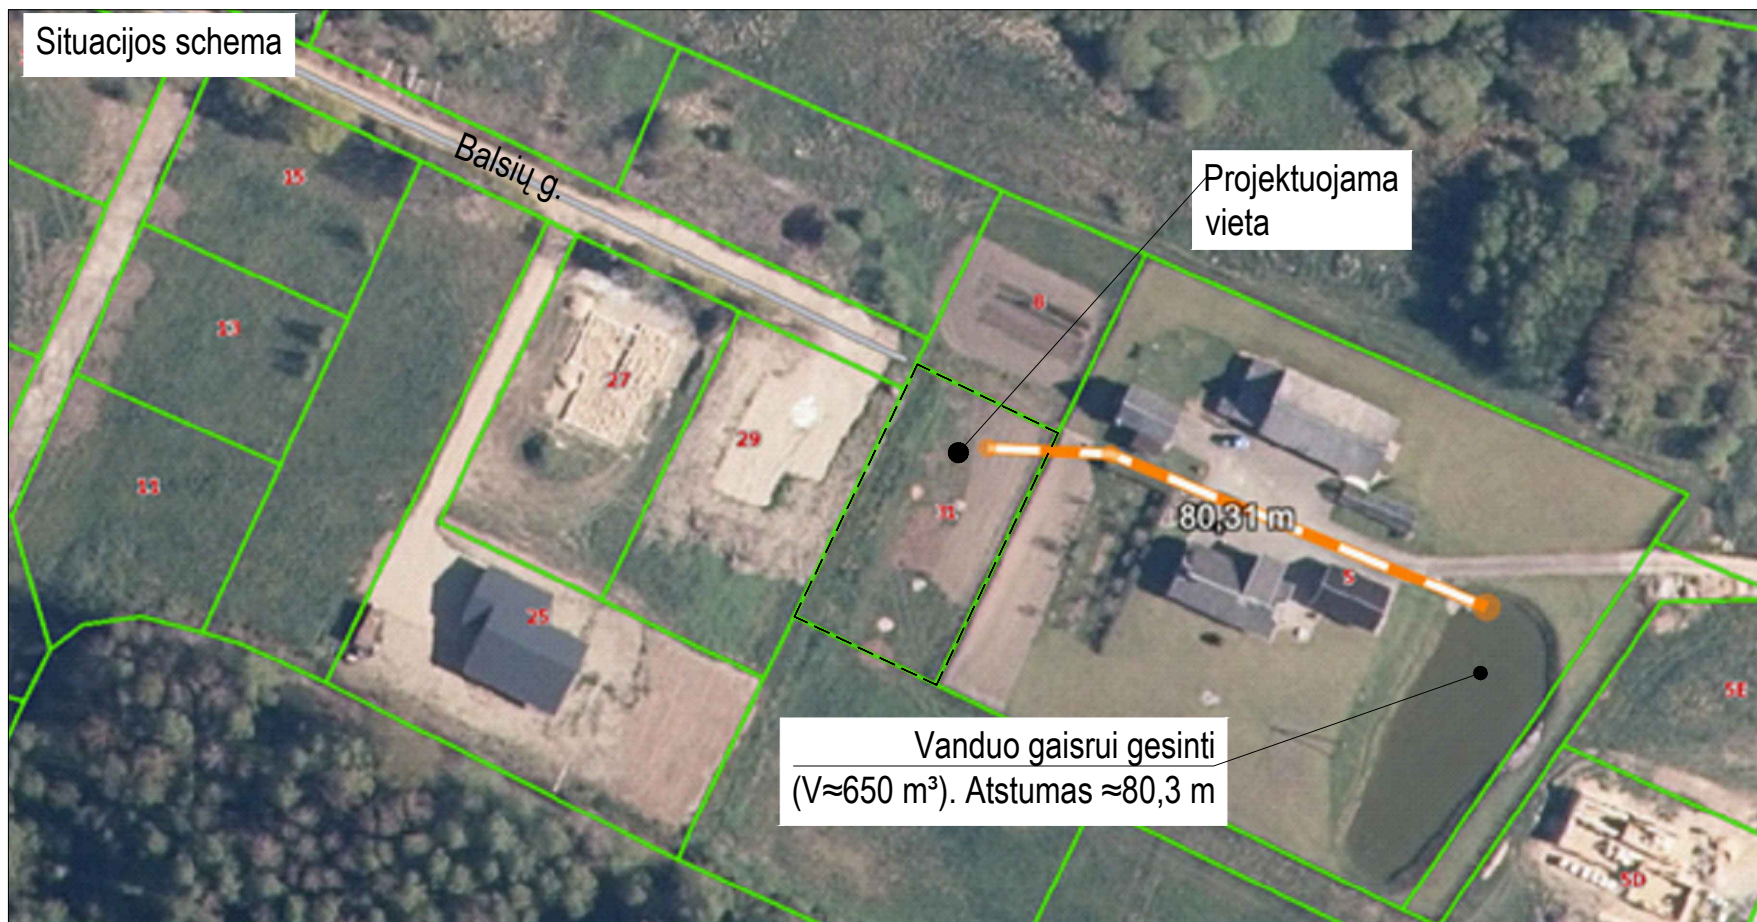 Situacijos schema
Balsių g.
15
Projektuojama
vieta
13
8
27
29
11
31
80,31 m
5
25
5E
Vanduo gaisrui gesinti
(V≈650 m³). Atstumas ≈80,3 m
5D